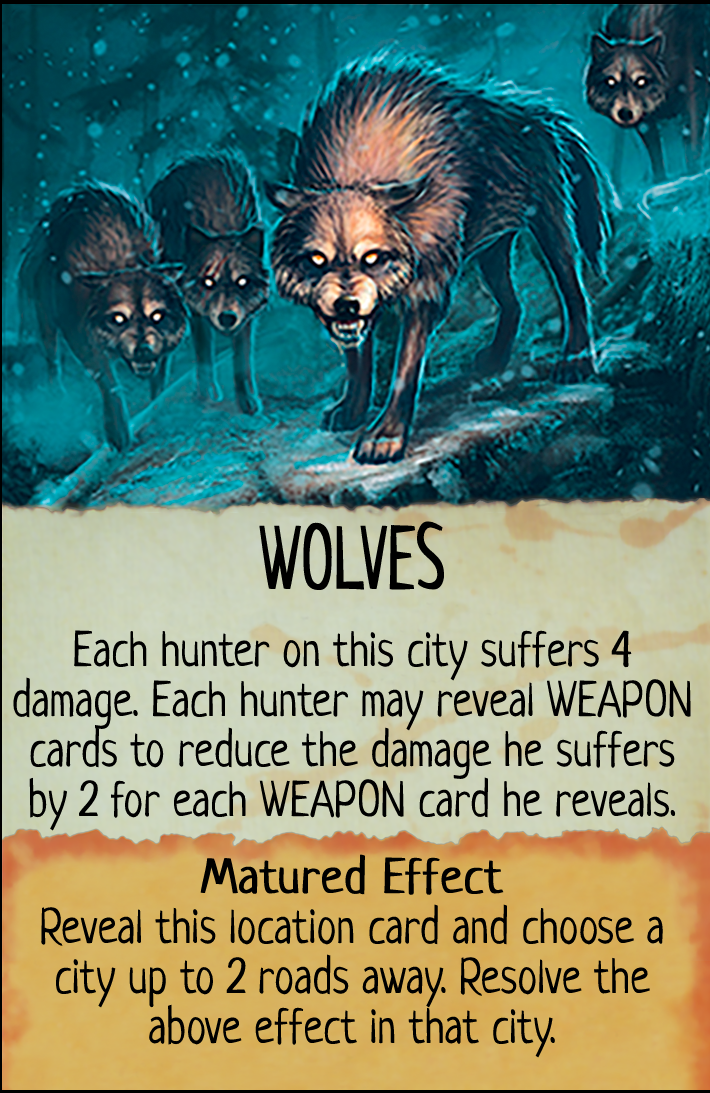 WOLVES
Each hunter on this city suffers 4
damage. Each hunter may reveal WEAPON
cards to reduce the damage he suffers
by 2 for each WEAPON card he reveals.
Matured Effect
Reveal this location card and choose a
city up to 2 roads away. Resolve the
above effect in that city.